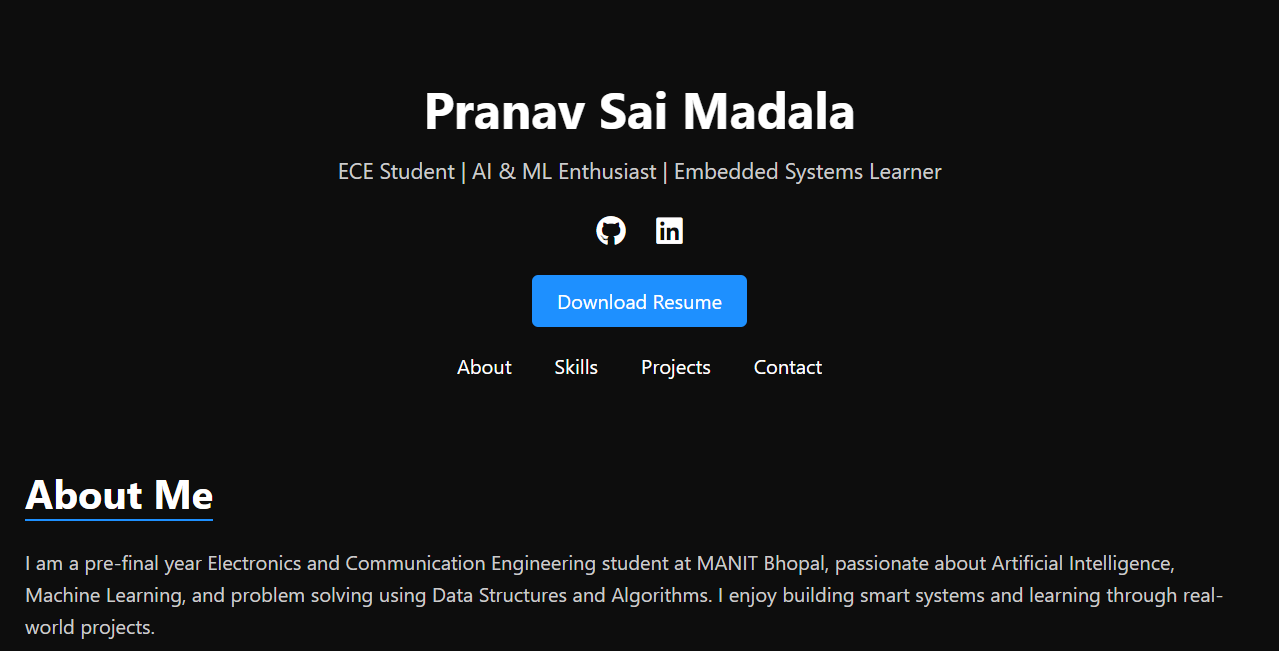 Pranav Sai Madala
ECE Student | AI & ML Enthusiast | Embedded Systems Learner
in
Download Resume
About Skills Projects Contact
About Me
I am a pre-final year Electronics and Communication Engineering student at MANIT Bhopal, passionate about Artificial Intelligence,
Machine Learning, and problem solving using Data Structures and Algorithms. I enjoy building smart systems and learning through real-
world projects.